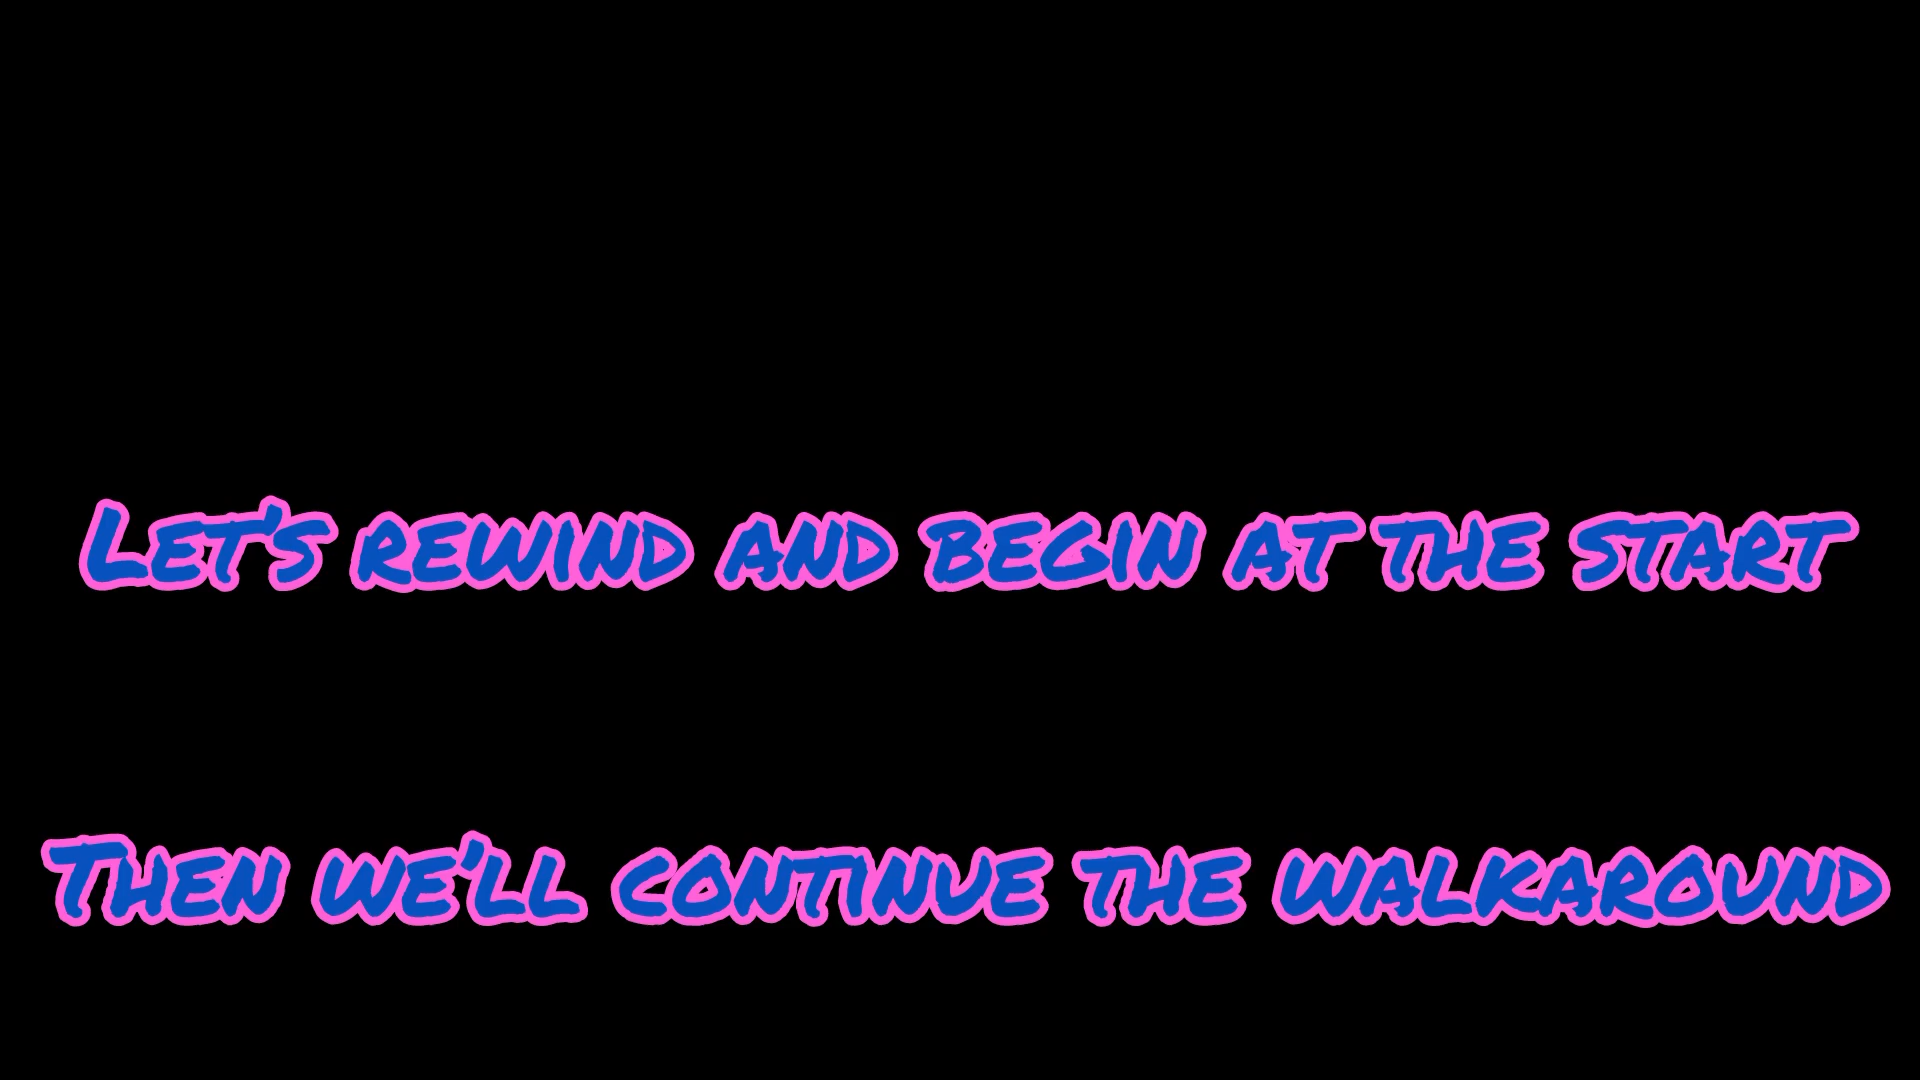 Let's rewind and begin at the start
Then we'll continue the walkaround